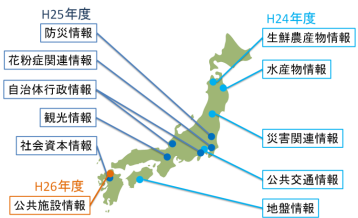 H25年度
防災情報
花粉症関連情報
自治体行政情報
観光情報
社会資本情報
H26年度
公共施設情報
H24年度
生鮮農産物情報
水産物情報
災害関連情報
公共交通情報
地盤情報